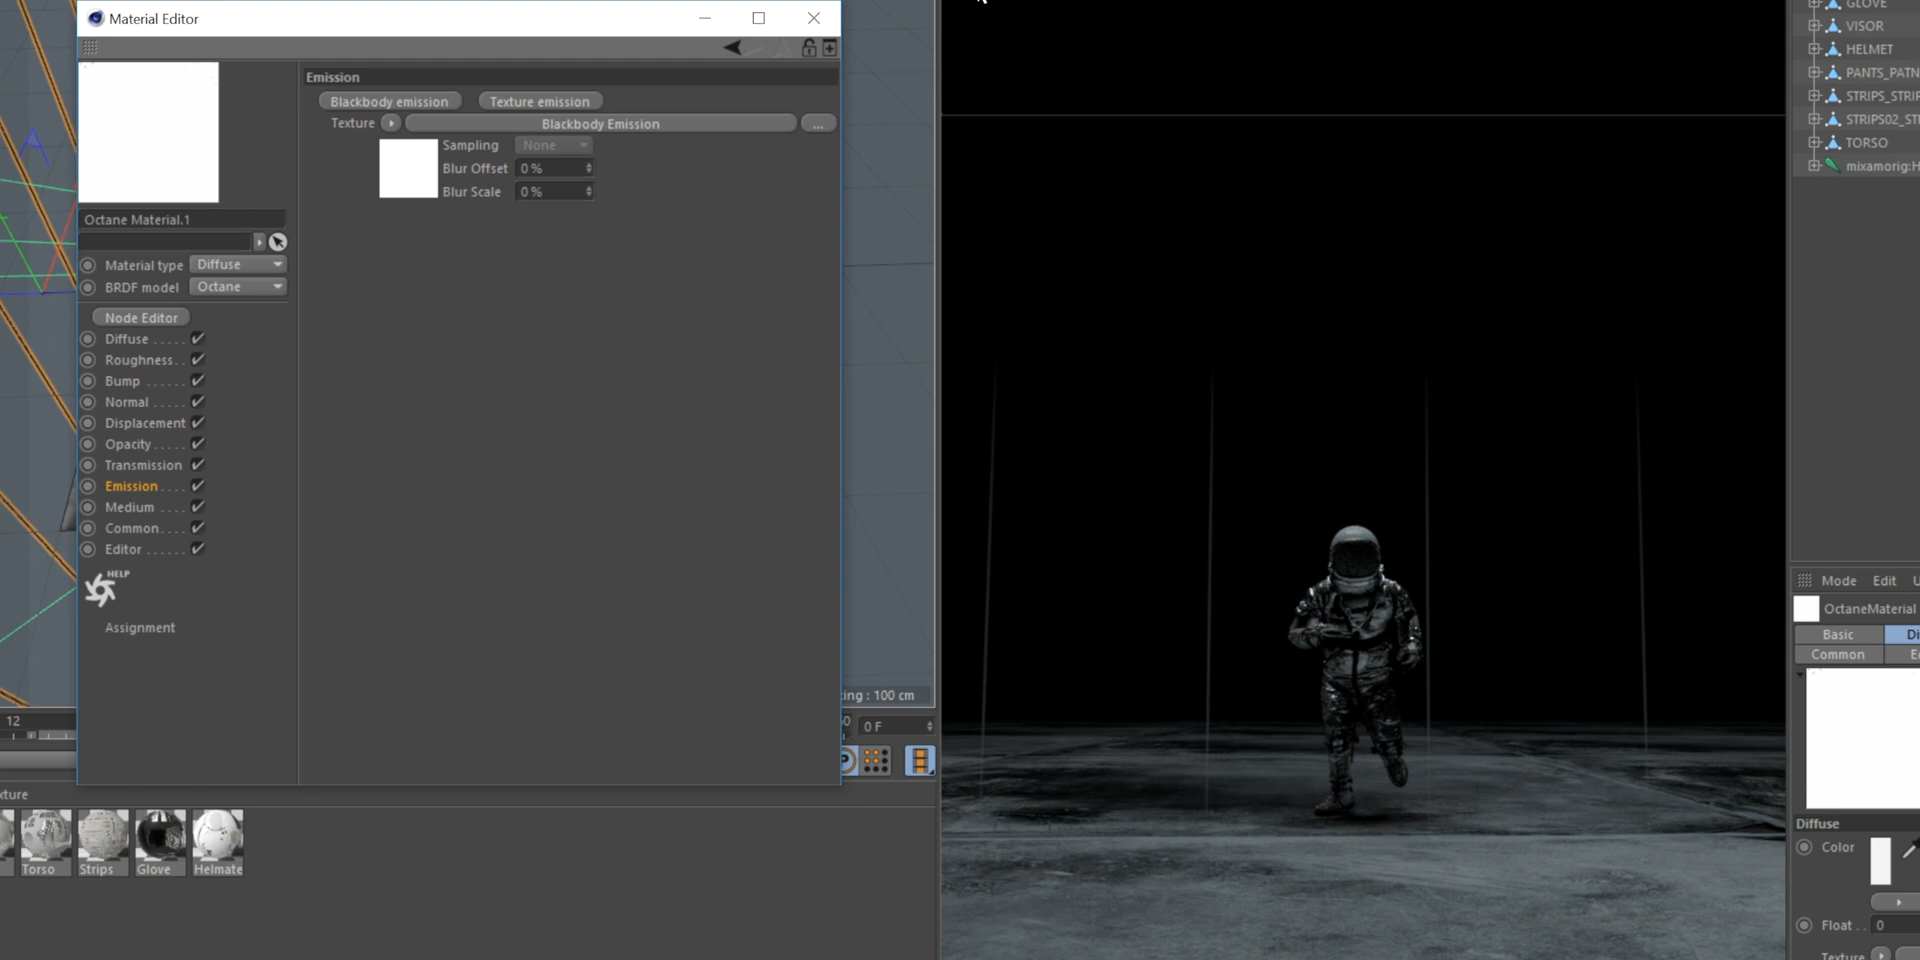 Material Editor
Emission
Blackbody emission
Texture emission
Texture
Blackbody Emission
...
Sampling
None
Blur Offset
0 %
Blur Scale
0 %
Octane Material.1
Material type
Diffuse
BRDF model
Octane
Node Editor
Diffuse . . . . .
Roughness . .
Bump . . . . . .
Normal . . . . .
Displacement
Opacity . . . . .
Transmission
Emission . . . .
Medium . . . .
Common . . . .
Editor . . . . . .
HELP
Assignment
ing : 100 cm
12
0 F
xture
Torso
Strips
Glove
Helmate
GLOVE
VISOR
HELMET
PANTS_PATN
STRIPS_STRIP
STRIPS02_STI
TORSO
mixamorig:H
Mode
Edit
U
OctaneMaterial
Basic
Di
Common
E
Diffuse
Color
Float . .
0
Texture